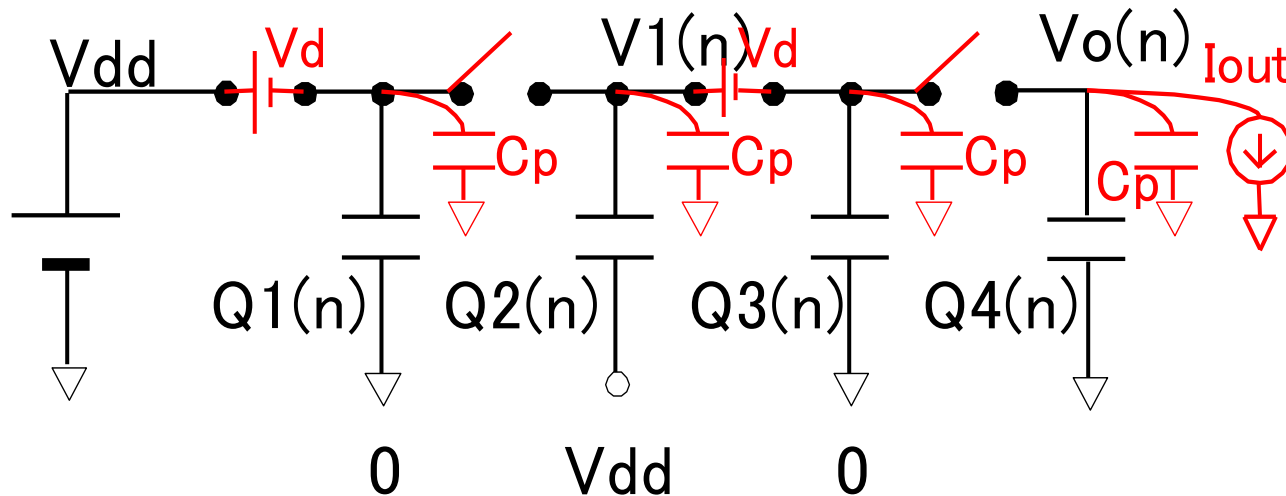 Vdd
Vd
V1(n)
Vd
Vo(n)
Iout
Cp
Cp
Cp
Cp
Q1(n)
Q2(n)
Q3(n)
Q4(n)
0
Vdd
0